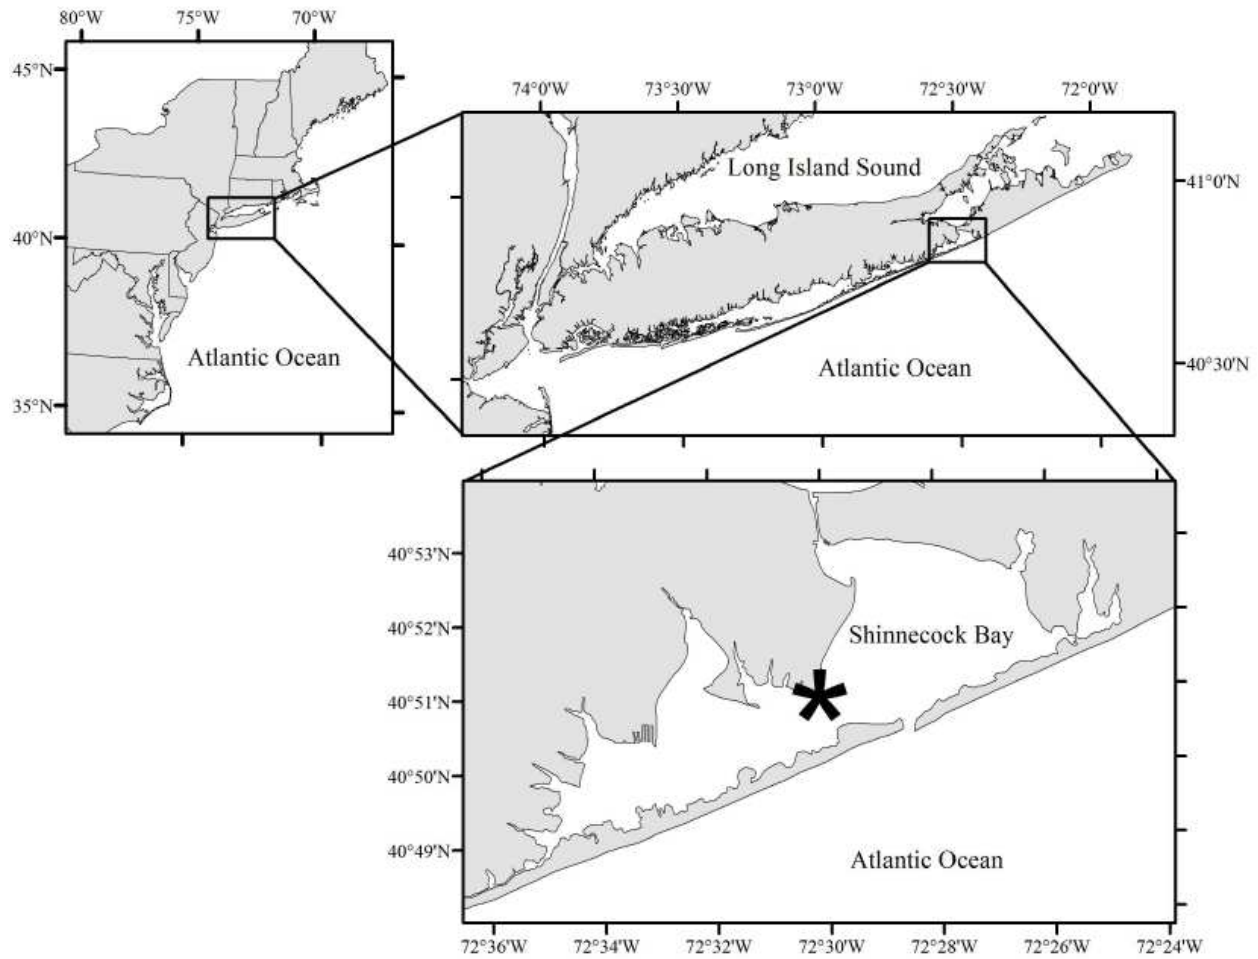 80°W 75°W 70°W
45°N
40°N
35°N
Atlantic Ocean
74°0'W 73°30'W 73°0'W 72°30'W 72°0'W
Long Island Sound
41°0'N
40°30'N
Atlantic Ocean
40°53'N
40°52'N
Shinnecock Bay
40°51'N
40°50'N
40°49'N
Atlantic Ocean
72°36'W 72°34'W 72°32'W 72°30'W 72°28'W 72°26'W 72°24'W